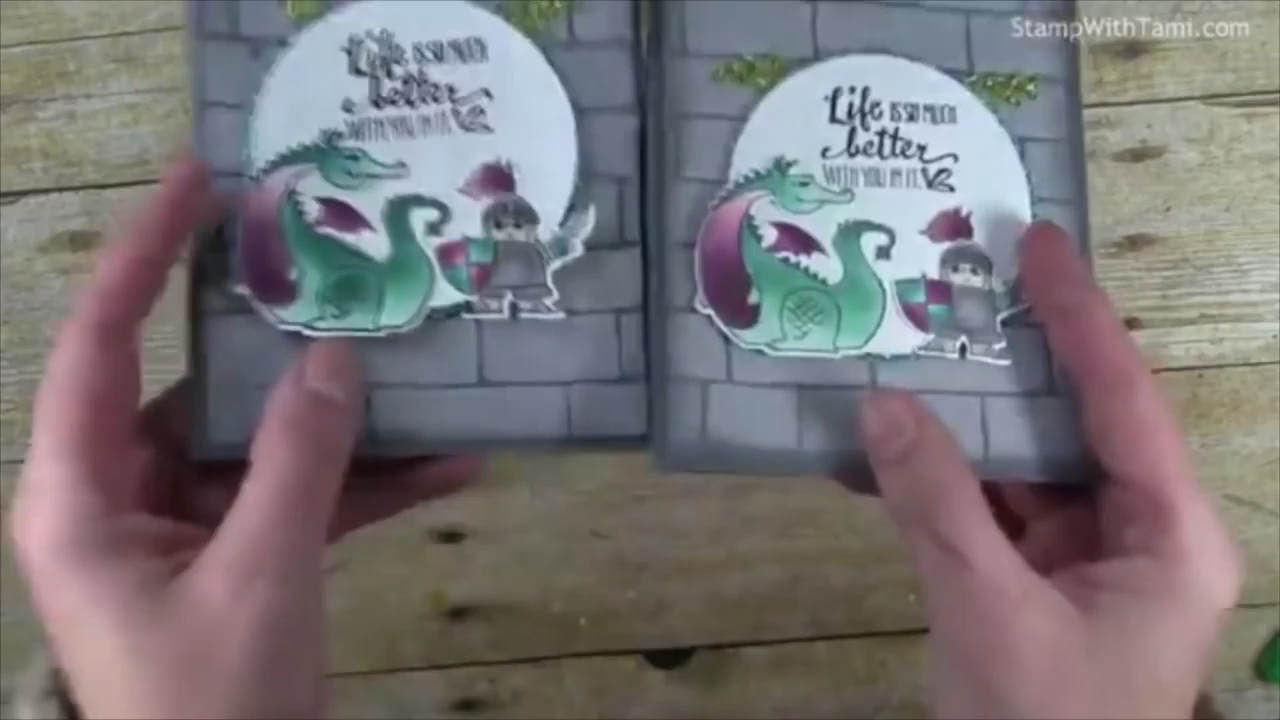 StampWithTami.com
Life IS SO MUCH
better
WITH YOU IN IT.
Life IS SO MUCH
better
WITH YOU IN IT.